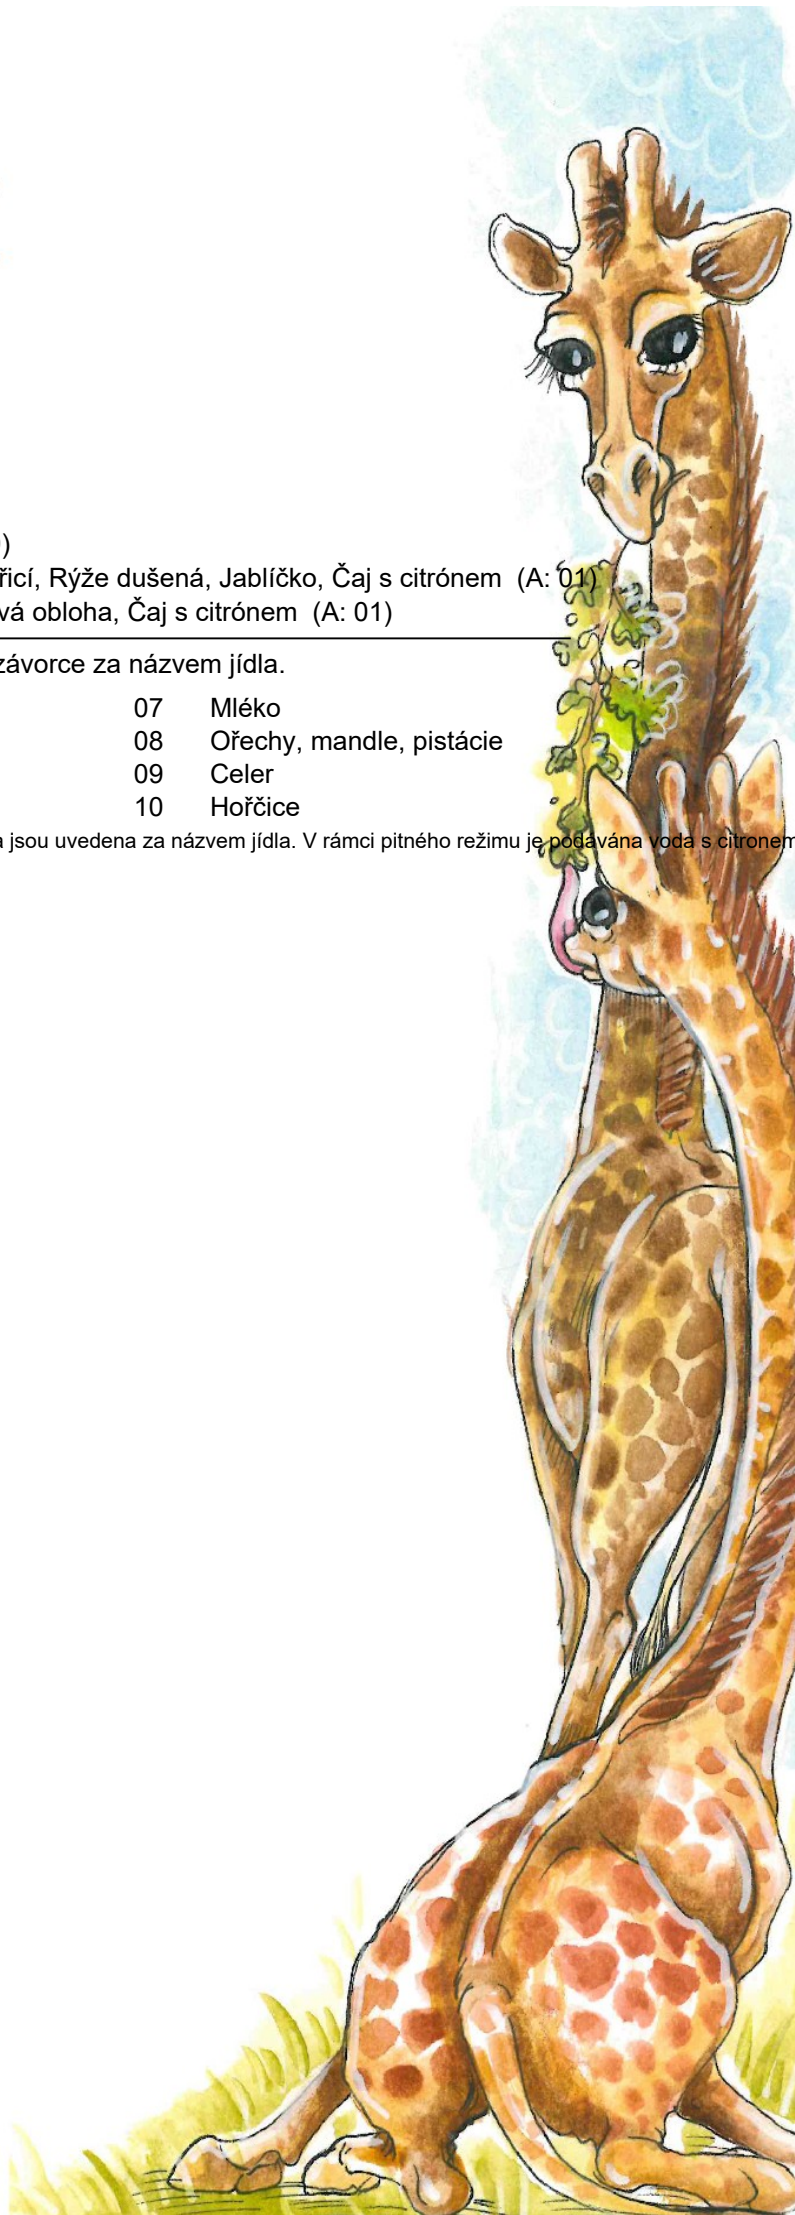 )
řicí, Rýže dušená, Jablíčko, Čaj s citrónem (A: 01)
vá obloha, Čaj s citrónem (A: 01)
závorce za názvem jídla.
07 Mléko
08 Ořechy, mandle, pistácie
09 Celer
10 Hořčice
a jsou uvedena za názvem jídla. V rámci pitného režimu je podávána voda s citronem